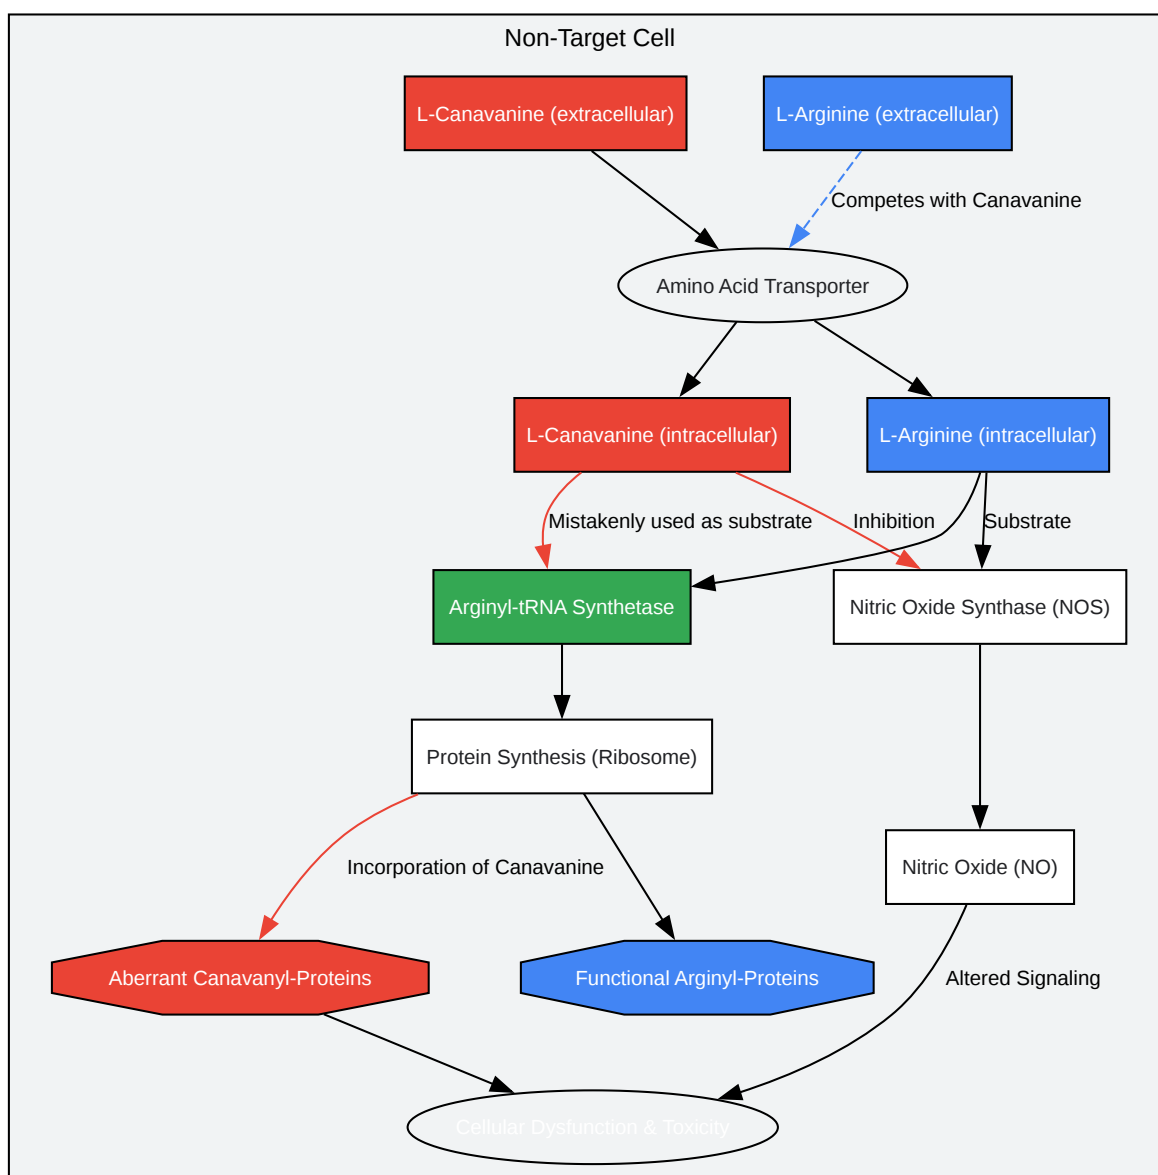 Non-Target Cell
L-Canavanine (extracellular)
L-Arginine (extracellular)
Competes with Canavanine
Amino Acid Transporter
L-Canavanine (intracellular)
L-Arginine (intracellular)
Mistakenly used as substrate
Inhibition
Substrate
Arginyl-tRNA Synthetase
Nitric Oxide Synthase (NOS)
Protein Synthesis (Ribosome)
Incorporation of Canavanine
Nitric Oxide (NO)
Aberrant Canavanyl-Proteins
Functional Arginyl-Proteins
Altered Signaling
Cellular Dysfunction & Toxicity